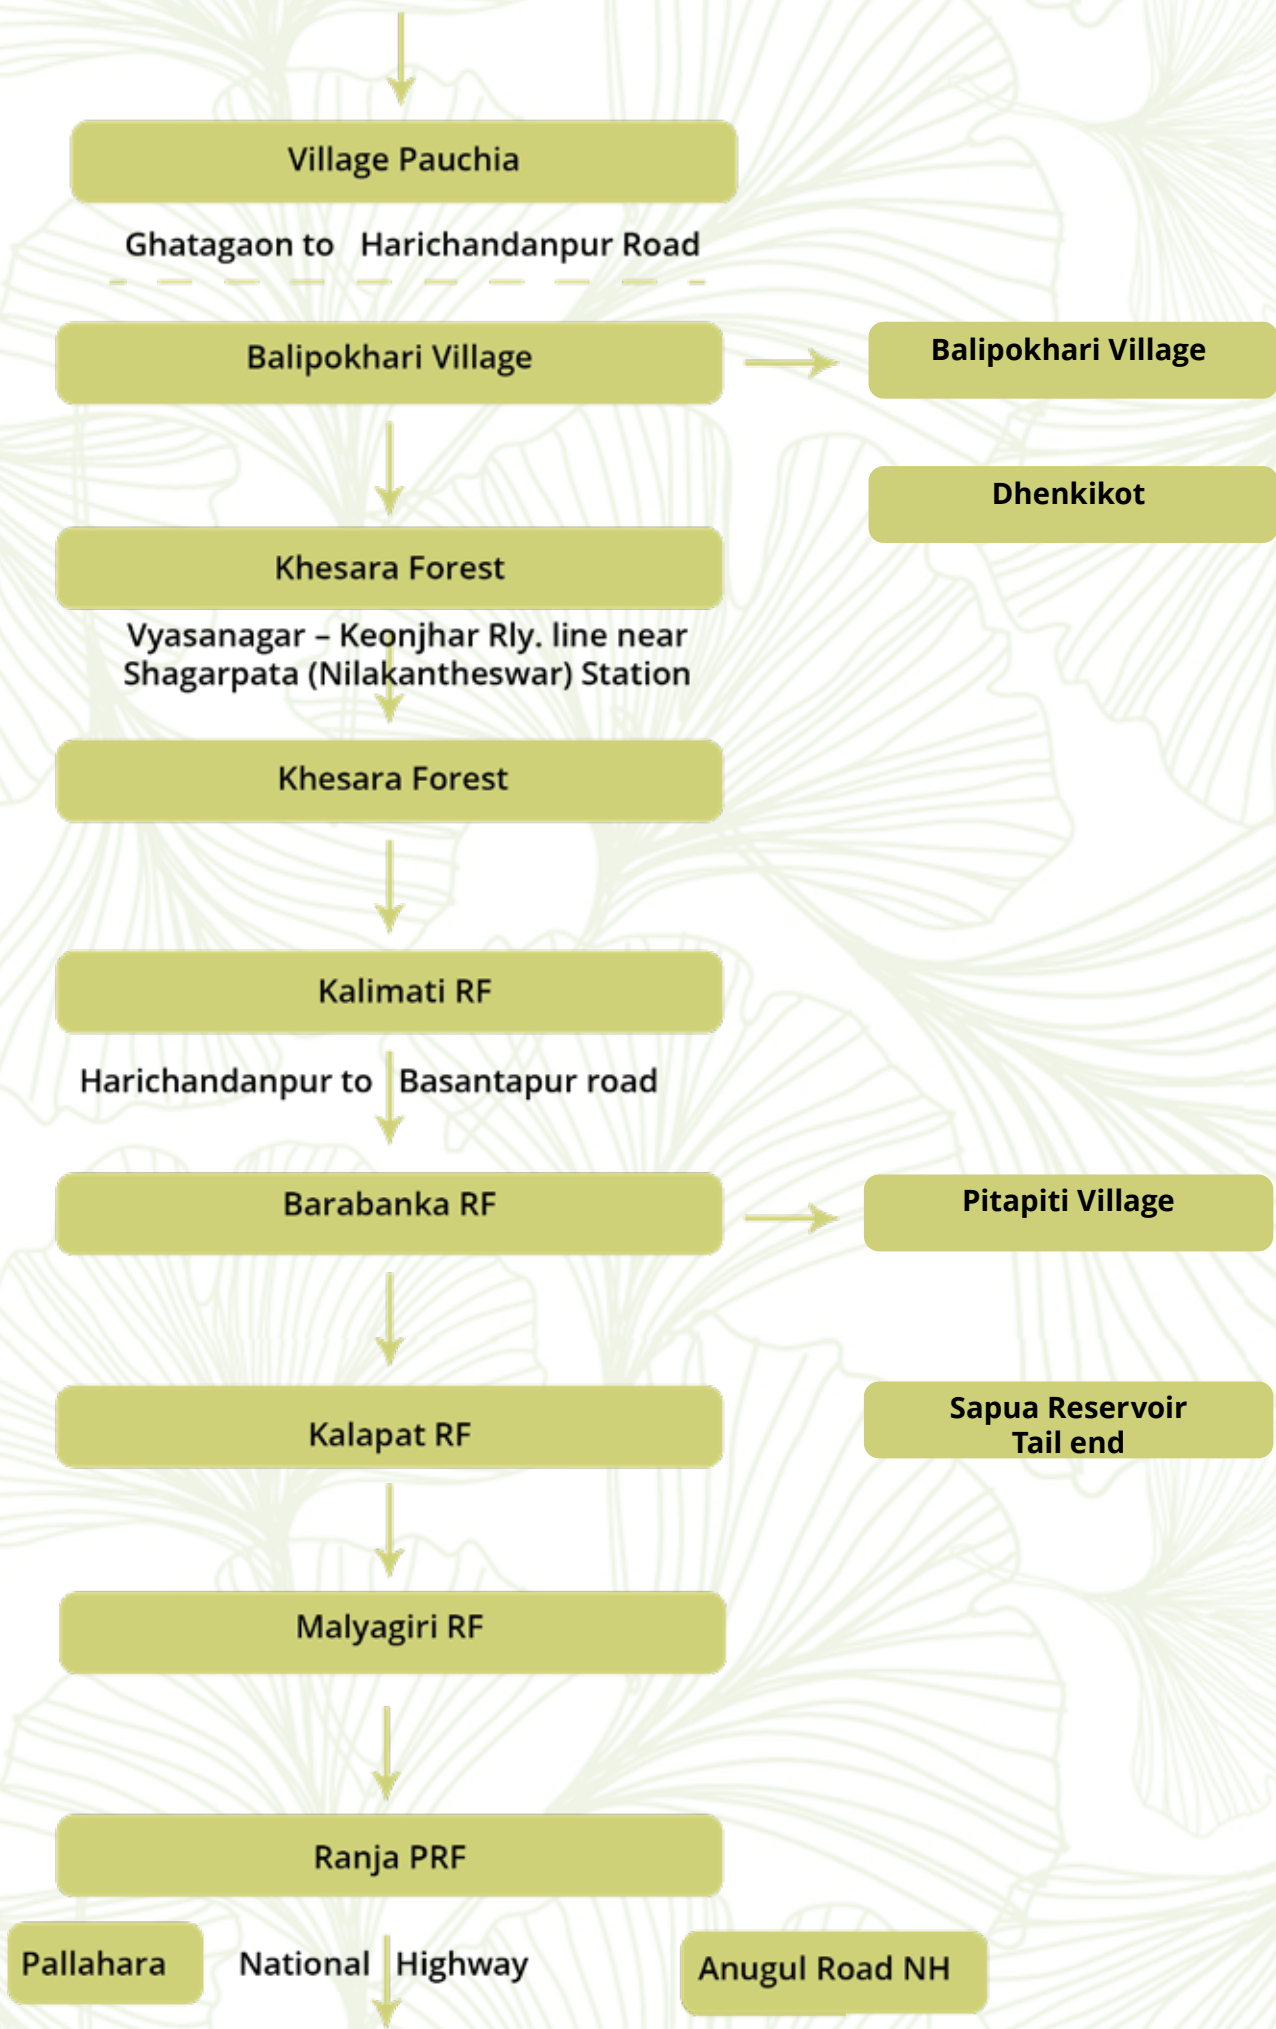 Village Pauchia
Ghatagaon to Harichandanpur Road
Balipokhari Village
Balipokhari Village
Dhenkikot
Khesara Forest
Vyasanagar – Keonjhar Rly. line near
Shagarpata (Nilakantheswar) Station
Khesara Forest
Kalimati RF
Harichandanpur to Basantapur road
Barabanka RF
Pitapiti Village
Kalapat RF
Sapua Reservoir
Tail end
Malyagiri RF
Ranja PRF
Pallahara
National Highway
Anugul Road NH